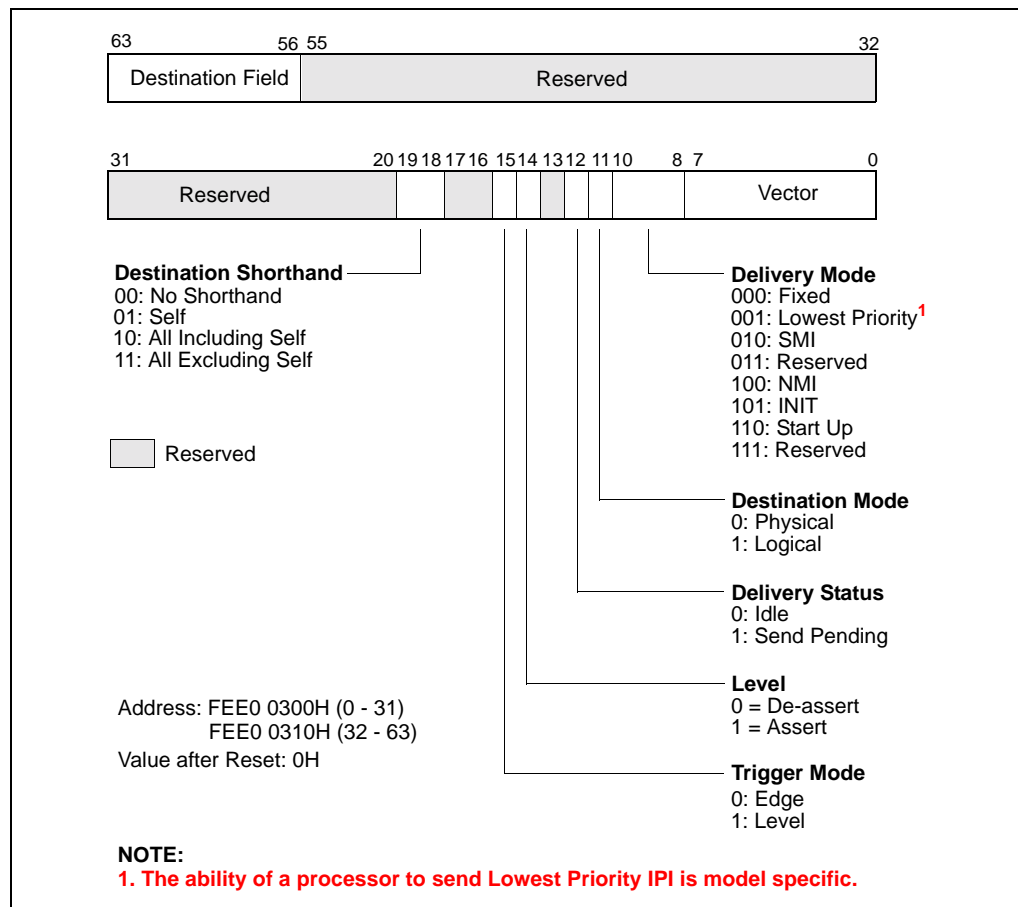 63 56 55 32
Destination Field Reserved
31 20 19 18 17 16 15 14 13 12 11 10 8 7 0
Reserved Vector
Destination Shorthand
00: No Shorthand
01: Self
10: All Including Self
11: All Excluding Self
Reserved
Delivery Mode
000: Fixed
001: Lowest Priority1
010: SMI
011: Reserved
100: NMI
101: INIT
110: Start Up
111: Reserved
Destination Mode
0: Physical
1: Logical
Delivery Status
0: Idle
1: Send Pending
Level
0 = De-assert
1 = Assert
Trigger Mode
0: Edge
1: Level
Address: FEE0 0300H (0 - 31)
FEE0 0310H (32 - 63)
Value after Reset: 0H
NOTE:
1. The ability of a processor to send Lowest Priority IPI is model specific.